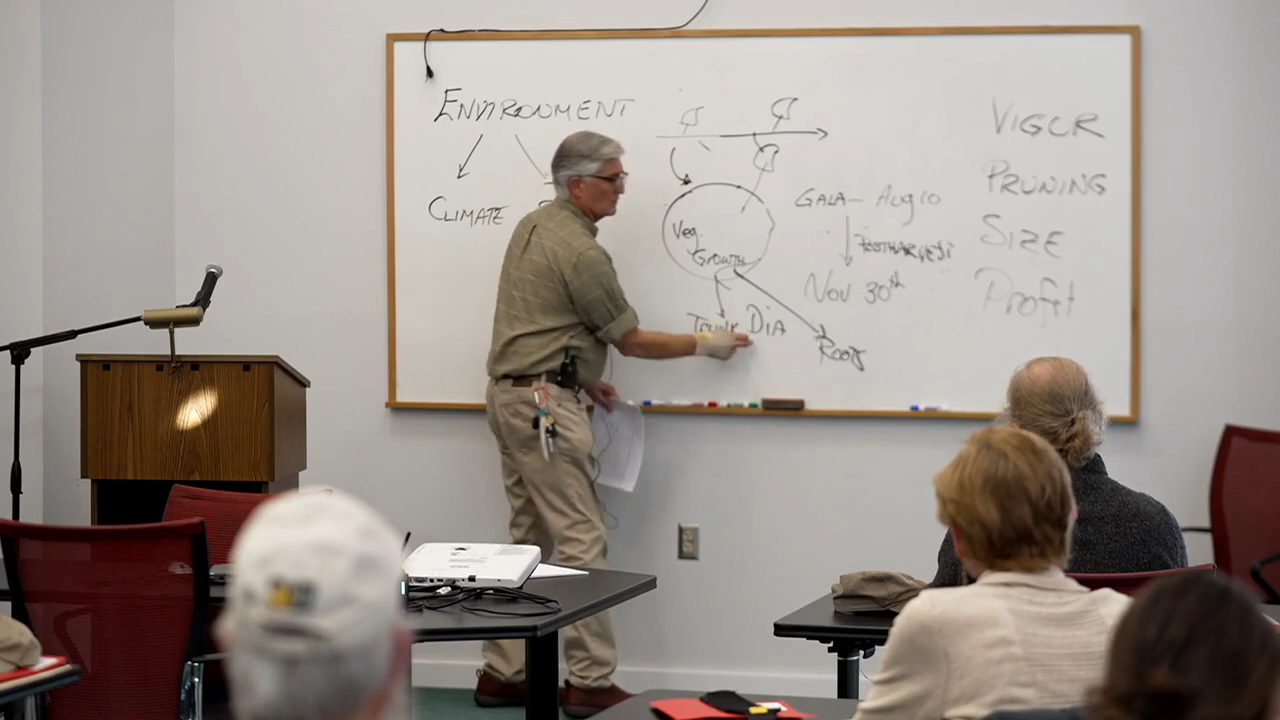 ENVIRONMENT
CLIMATE
Veg.
GROWTH
TRUNK DIA
ROOTS
GALA – Aug 10
POSTHARVEST
Nov 30th
VIGOR
PRUNING
SIZE
Profit